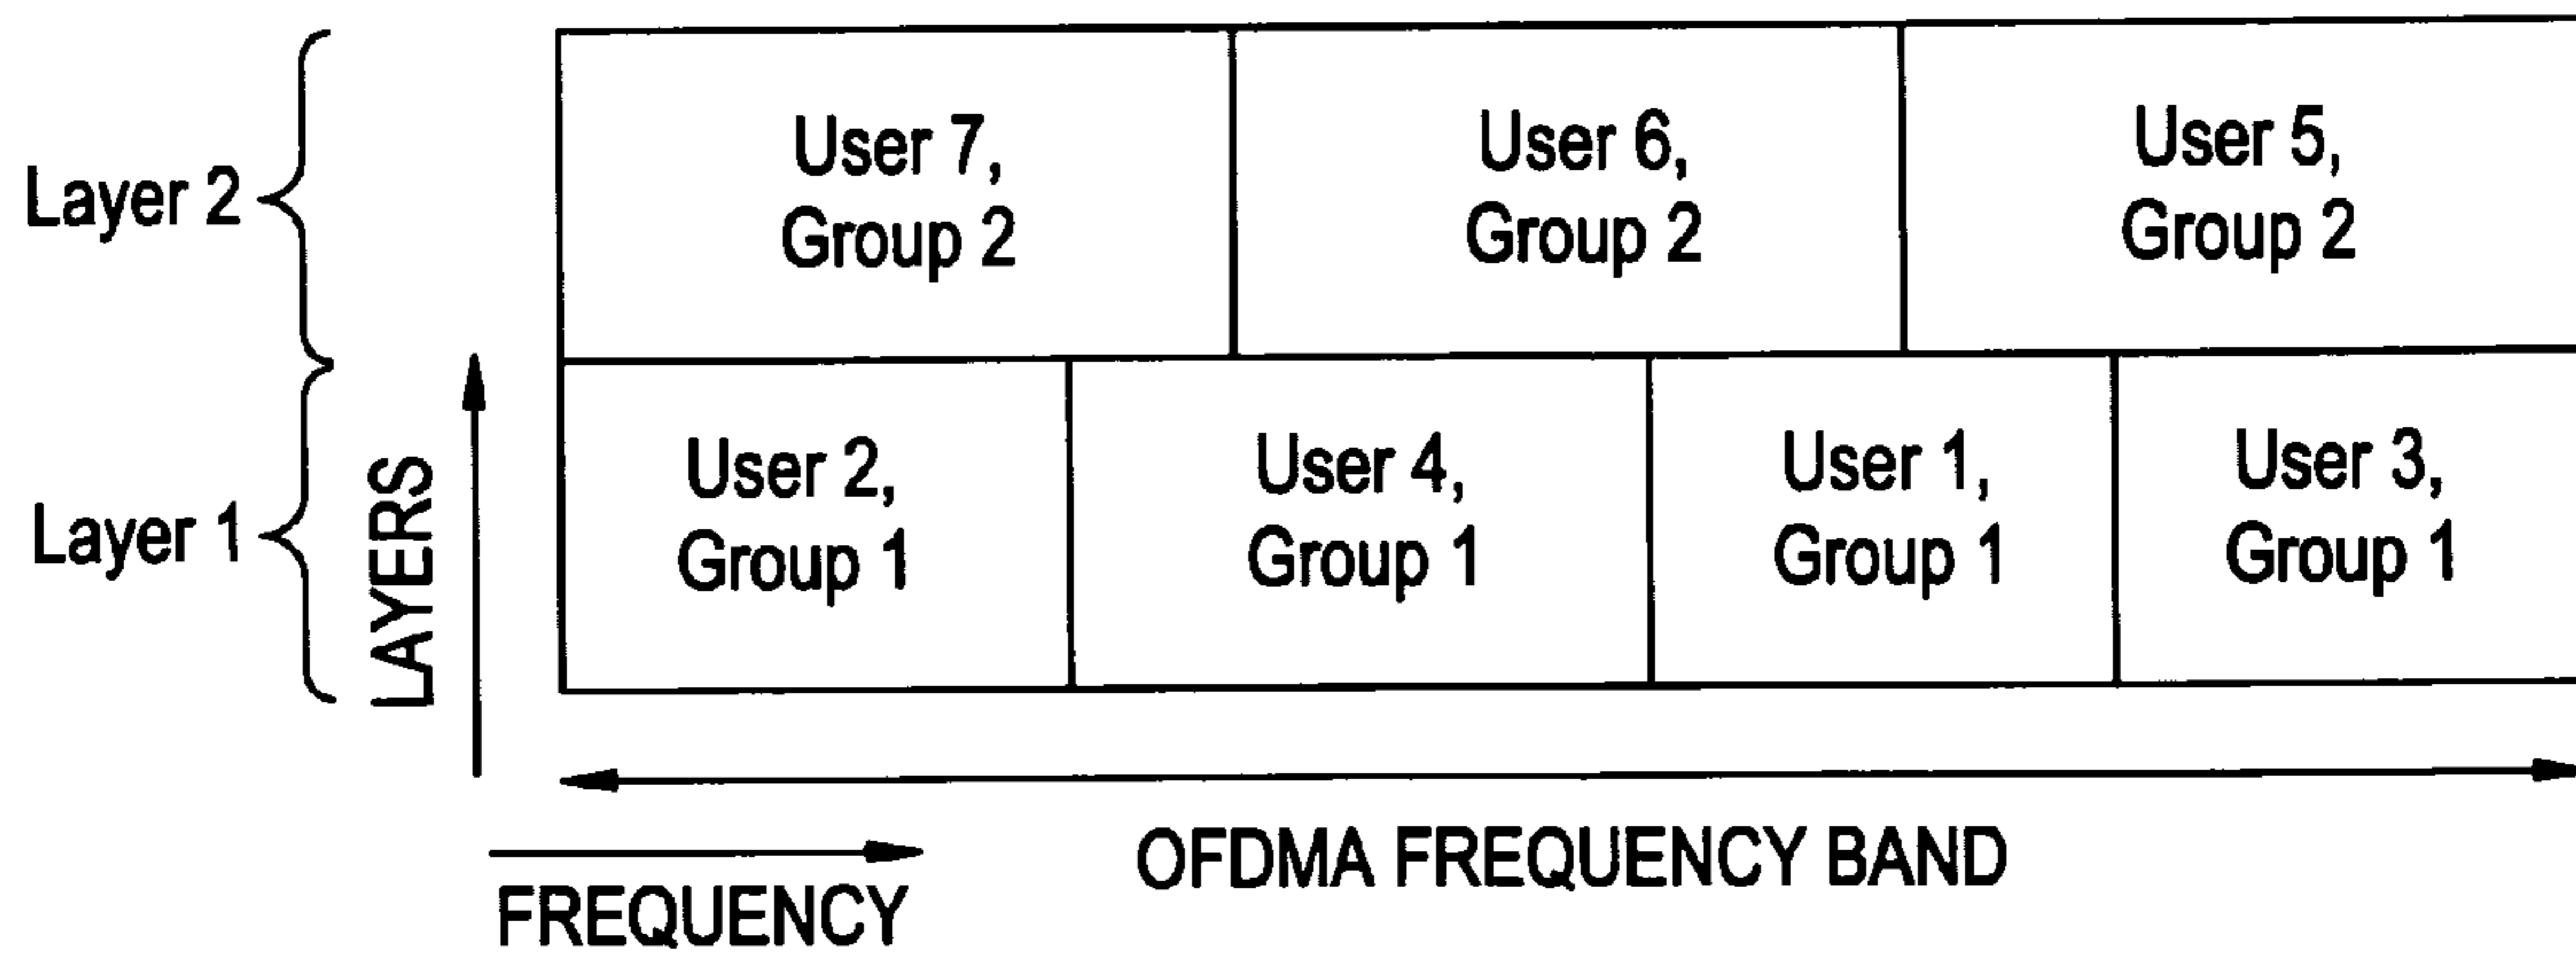 Layer 2
User 7,
Group 2
User 6,
Group 2
User 5,
Group 2
Layer 1
LAYERS
User 2,
Group 1
User 4,
Group 1
User 1,
Group 1
User 3,
Group 1
OFDMA FREQUENCY BAND
FREQUENCY